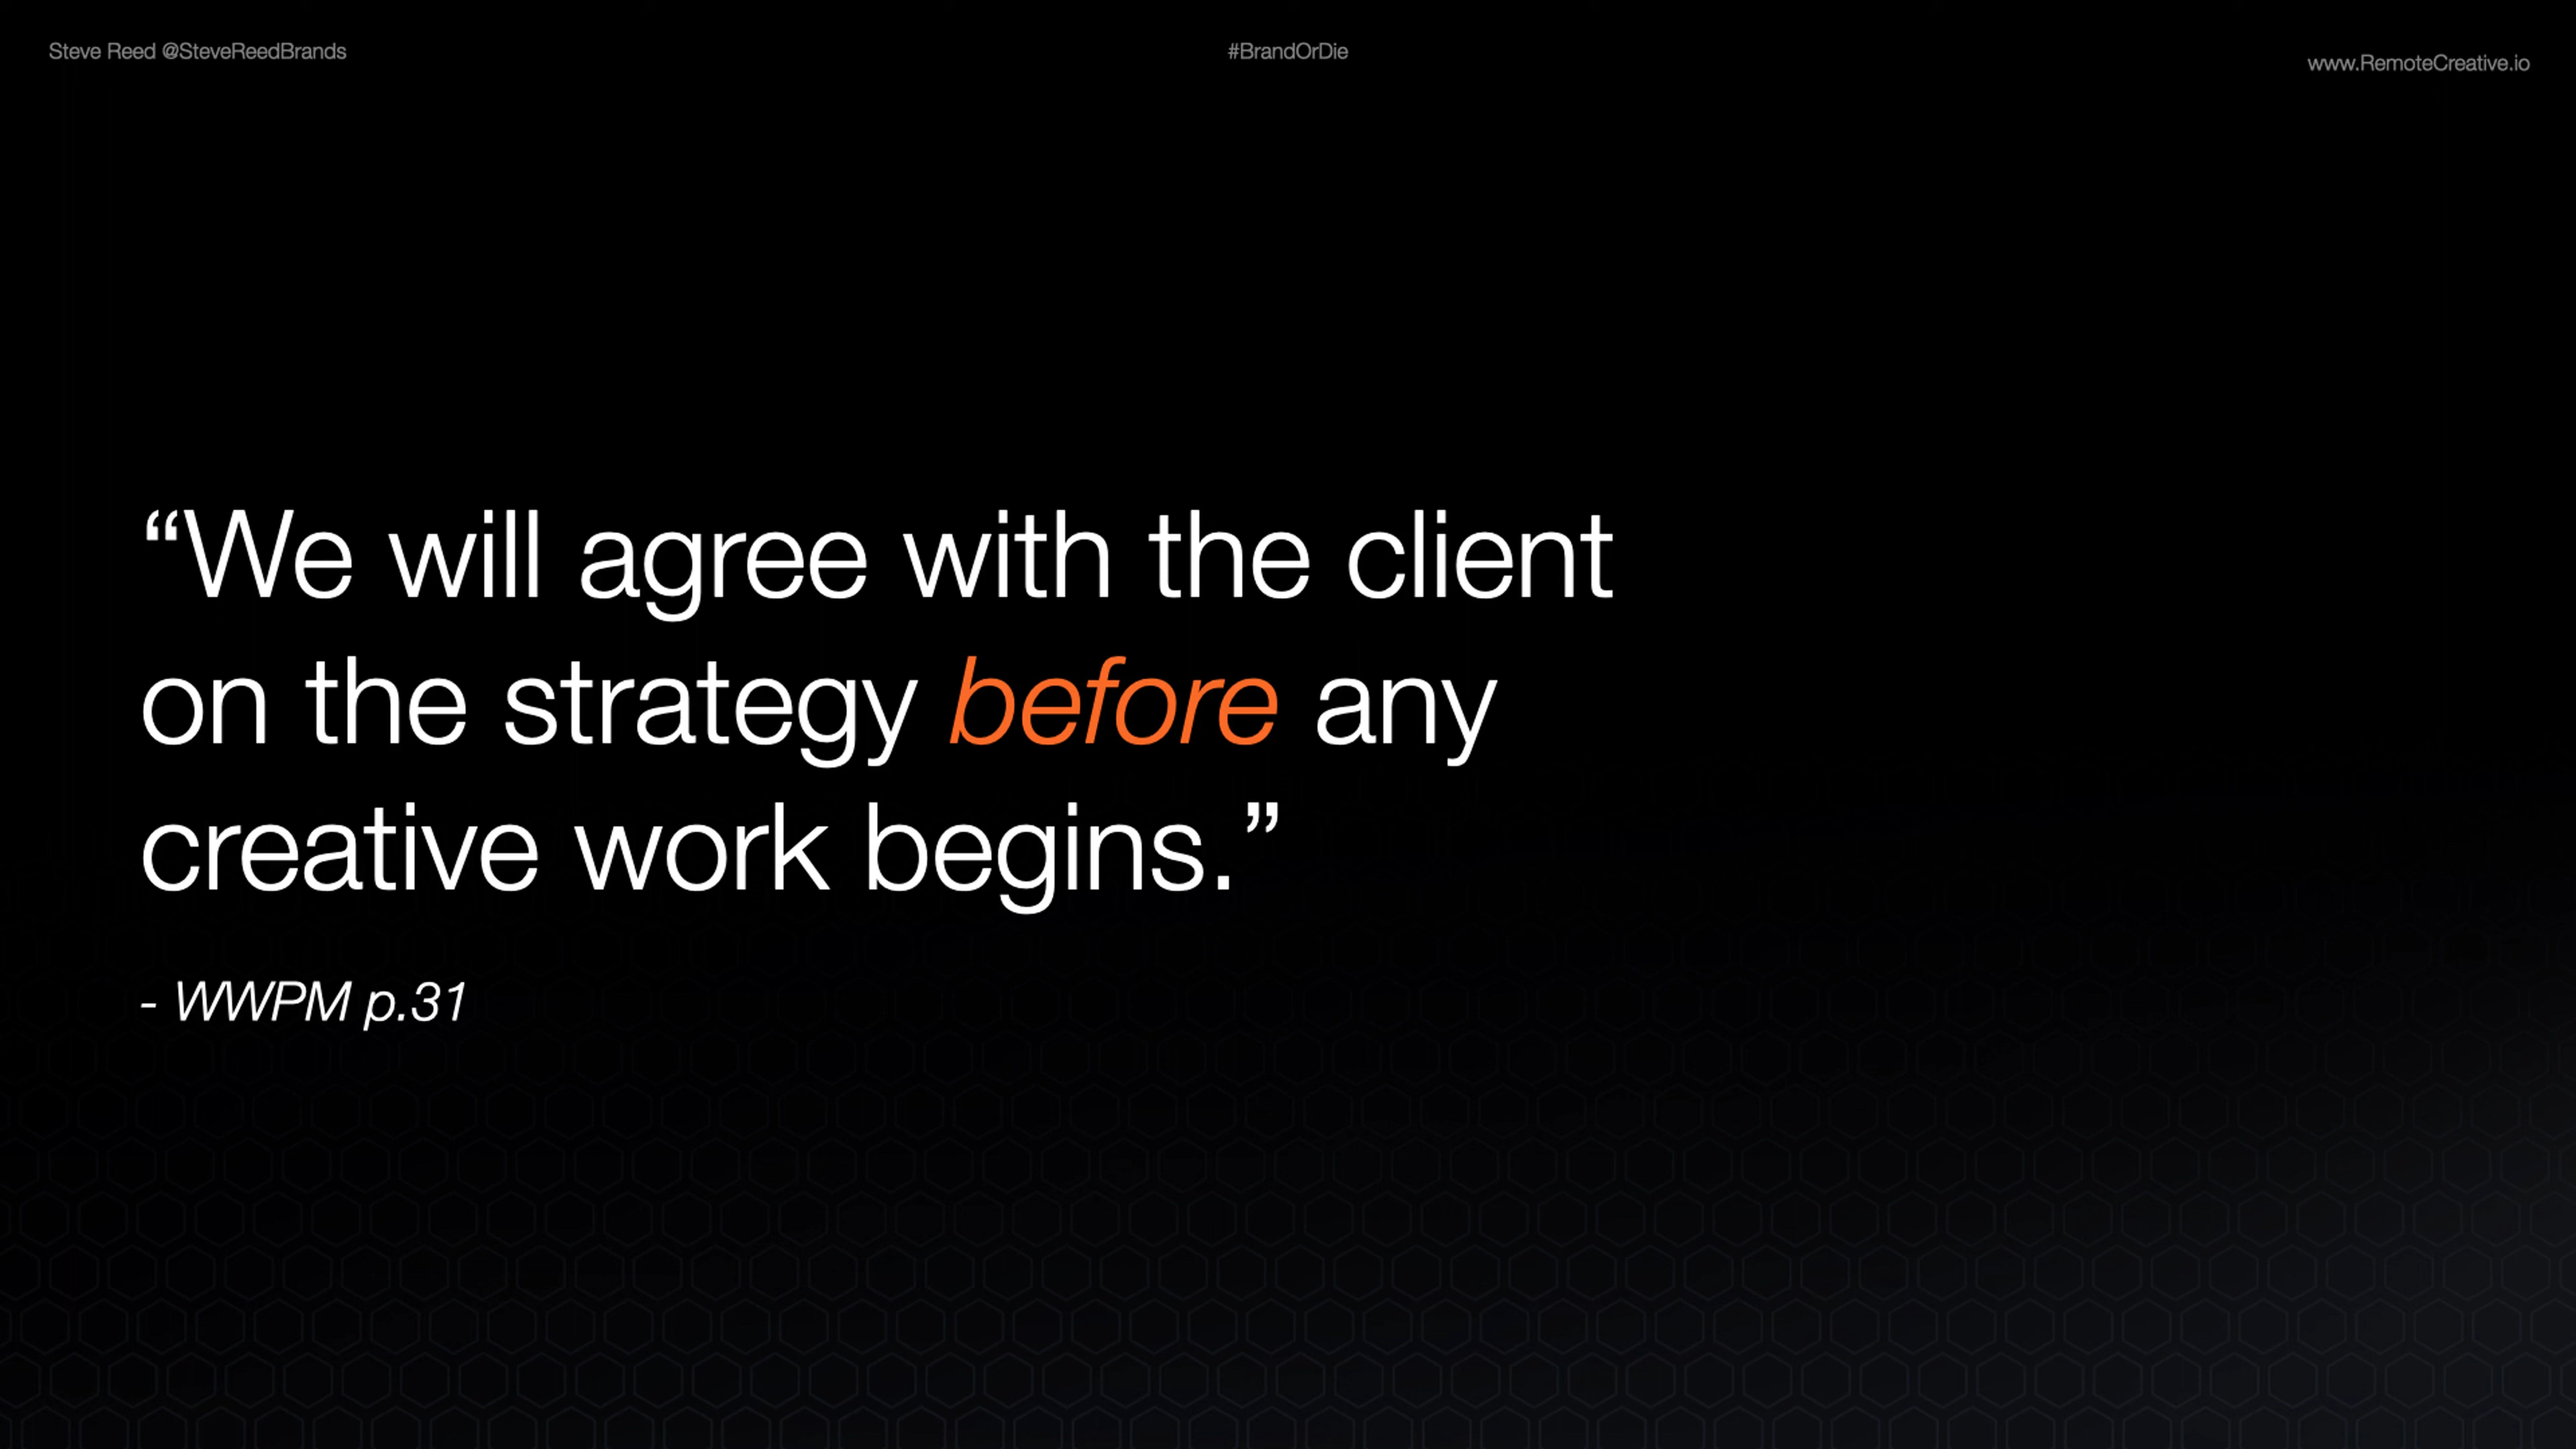 Steve Reed @SteveReedBrands
#BrandOrDie
www.RemoteCreative.io
“We will agree with the client
on the strategy before any
creative work begins.”
- WWPM p.31